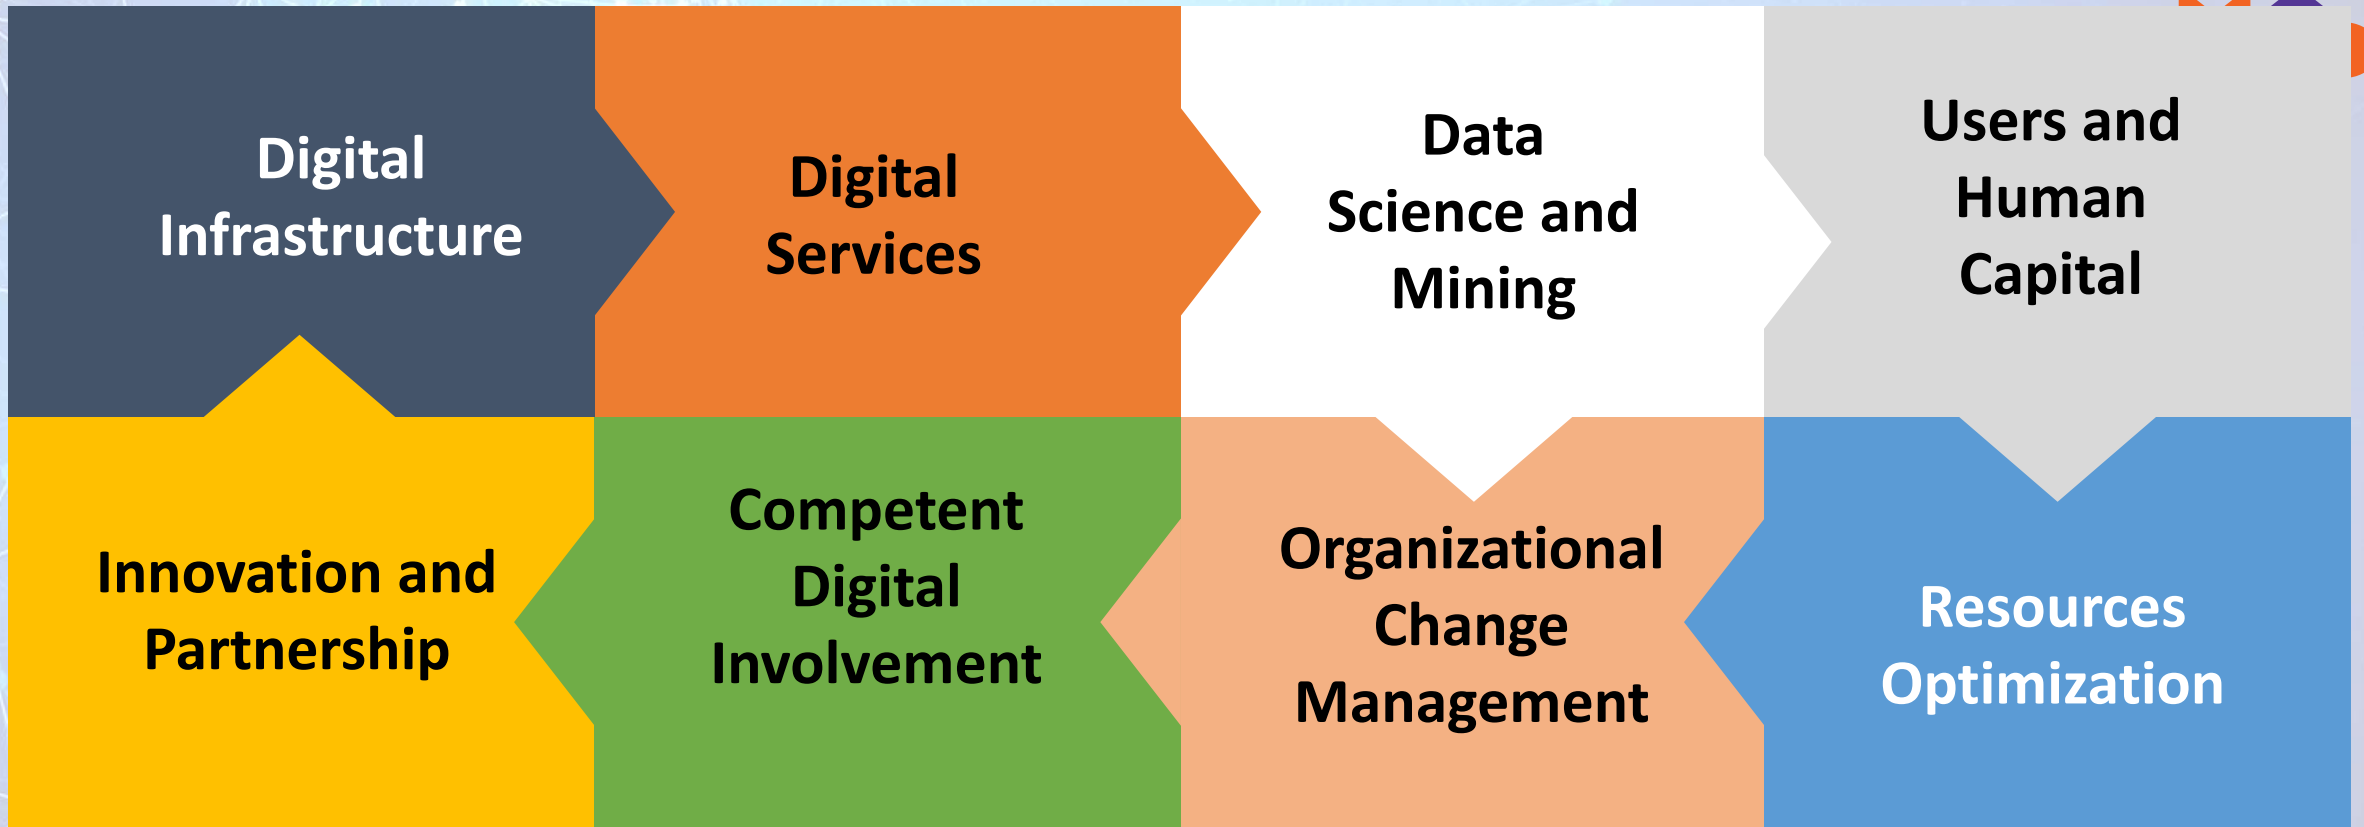 Digital
Infrastructure
Digital
Services
Data
Science and
Mining
Users and
Human
Capital
Innovation and
Partnership
Competent
Digital
Involvement
Organizational
Change
Management
Resources
Optimization